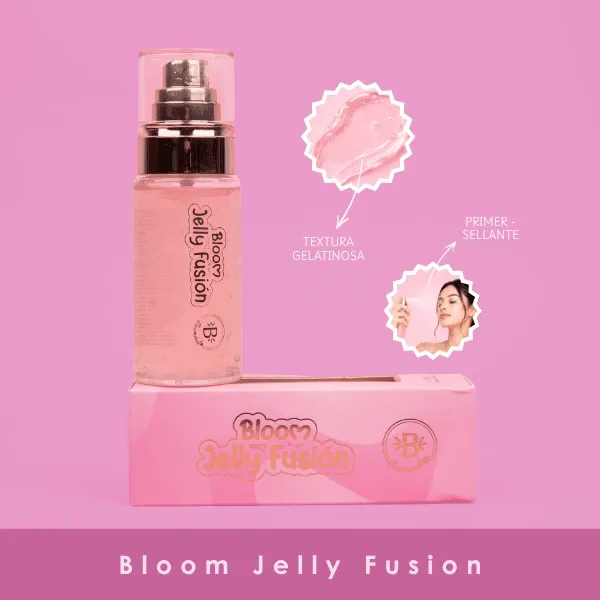 Bloom
Jelly Fusión
B
TEXTURA
GELATINOSA
PRIMER -
SELLANTE
Bloom
Jelly Fusión
B
Bloom Jelly Fusion